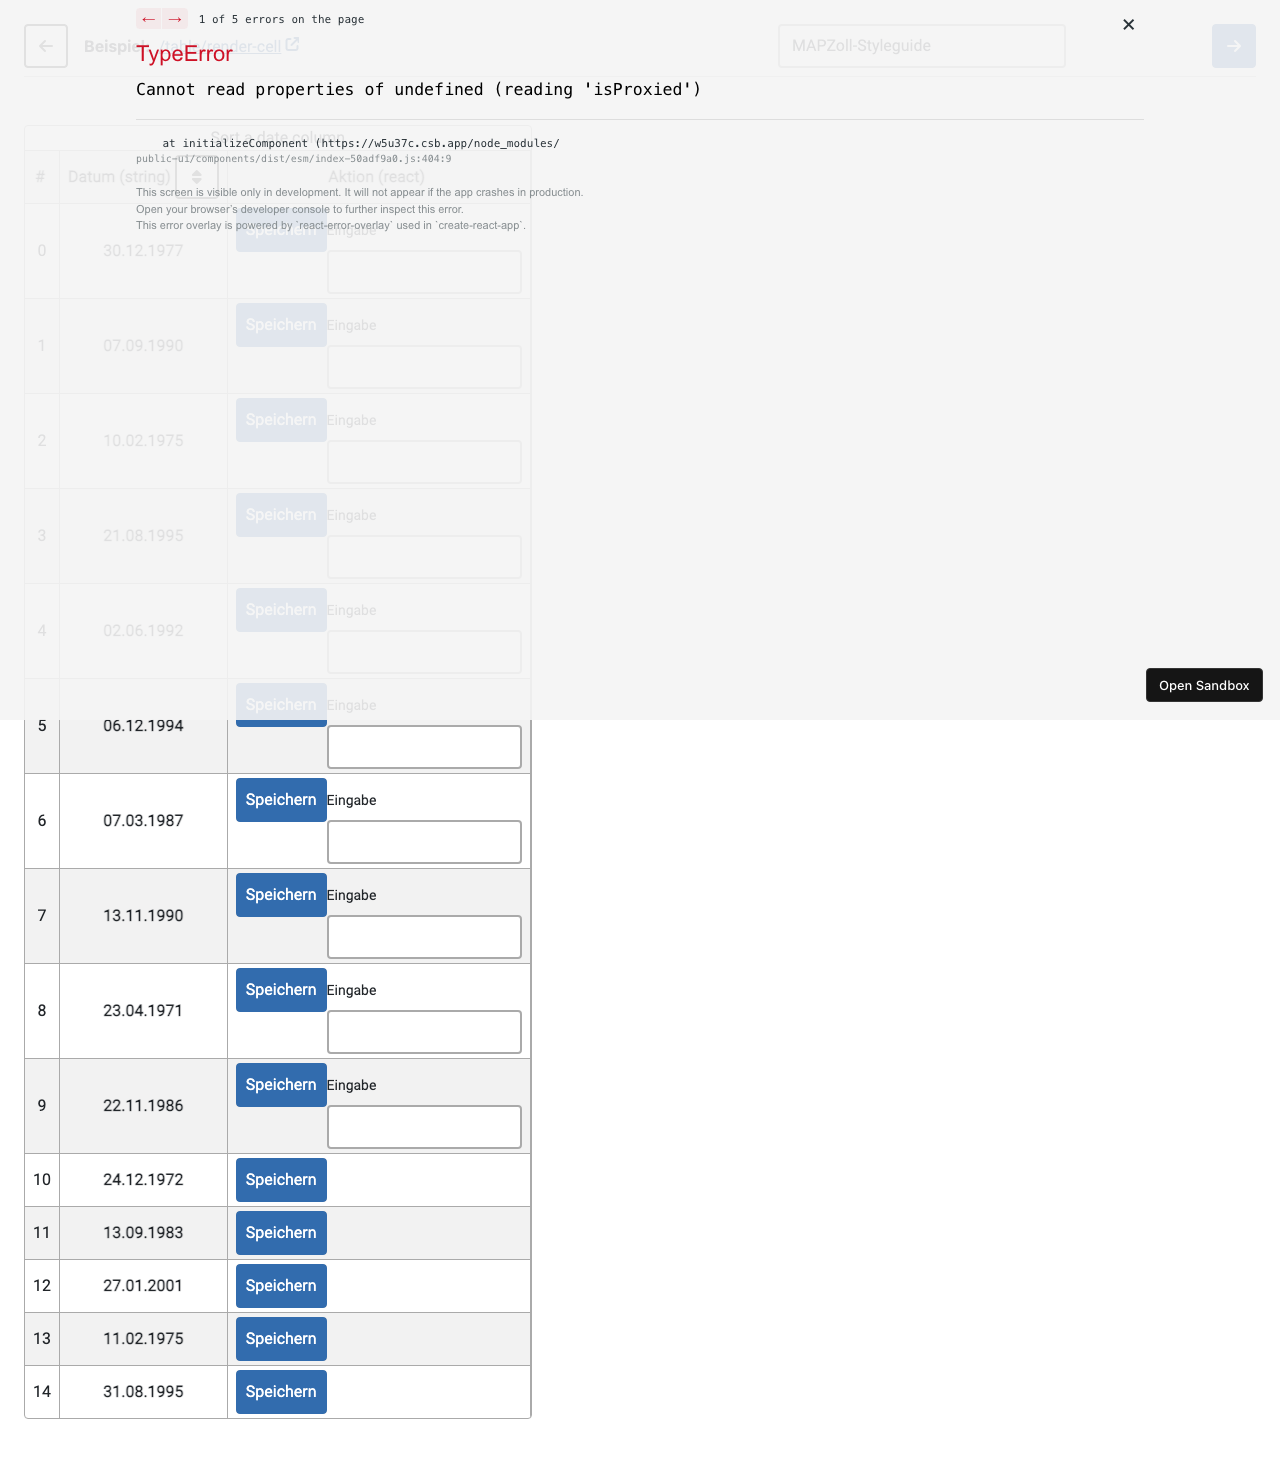 ← → 1 of 5 errors on the page
×
← Beispiel /table/render-cell MAPZoll-Styleguide →
TypeError
Cannot read properties of undefined (reading 'isProxied')
Sort a date column
at initializeComponent (https://w5u37c.csb.app/node_modules/
public-ui/components/dist/esm/index-50adf9a0.js:404:9
# Datum (string) Aktion (react)
This screen is visible only in development. It will not appear if the app crashes in production.
Open your browser's developer console to further inspect this error.
This error overlay is powered by `react-error-overlay` used in `create-react-app`.
0 30.12.1977 Speichern Eingabe
1 07.09.1990 Speichern Eingabe
2 10.02.1975 Speichern Eingabe
3 21.08.1995 Speichern Eingabe
4 02.06.1992 Speichern Eingabe
Open Sandbox
5 06.12.1994 Speichern Eingabe
6 07.03.1987 Speichern Eingabe
7 13.11.1990 Speichern Eingabe
8 23.04.1971 Speichern Eingabe
9 22.11.1986 Speichern Eingabe
10 24.12.1972 Speichern
11 13.09.1983 Speichern
12 27.01.2001 Speichern
13 11.02.1975 Speichern
14 31.08.1995 Speichern